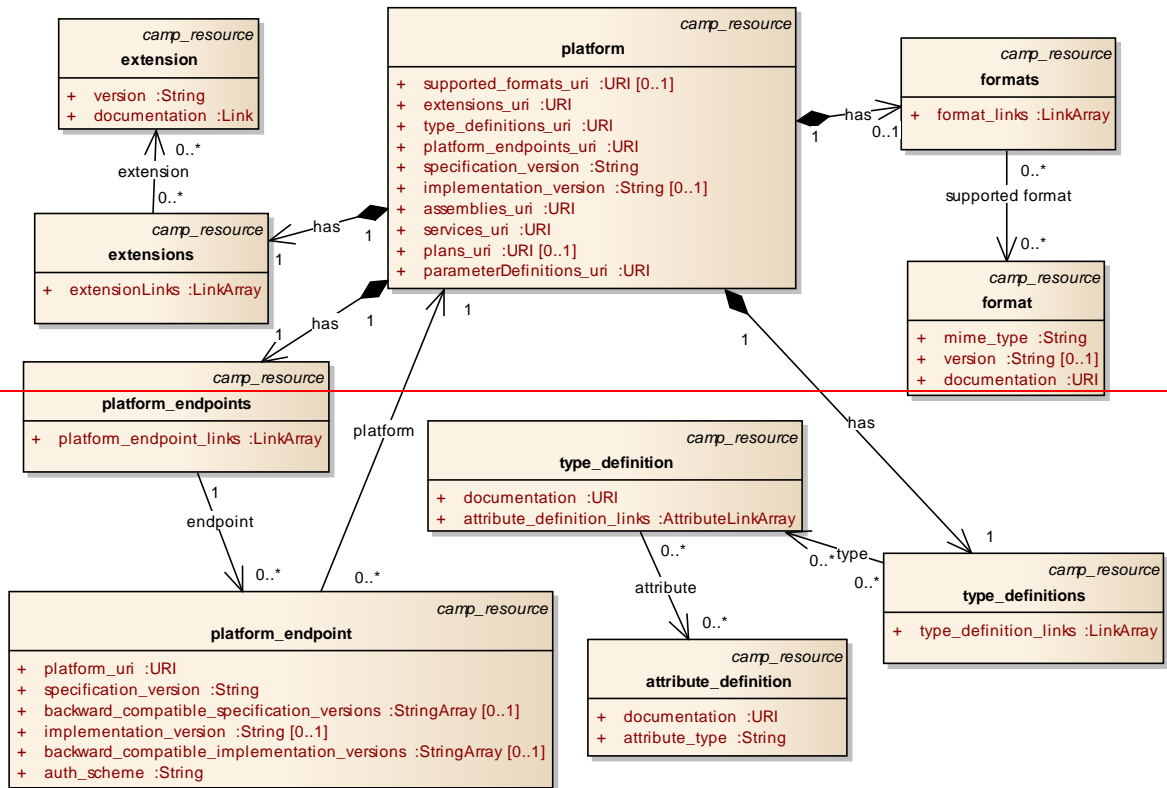 camp_resource
extension
+ version :String
+ documentation :Link
0..*
extension
0..*
camp_resource
extensions
+ extensionLinks :LinkArray
camp_resource
platform
+ supported_formats_uri :URI [0..1]
+ extensions_uri :URI
+ type_definitions_uri :URI
+ platform_endpoints_uri :URI
+ specification_version :String
+ implementation_version :String [0..1]
+ assemblies_uri :URI
+ services_uri :URI
+ plans_uri :URI [0..1]
+ parameterDefinitions_uri :URI
has
1
1
has
1
0..1
camp_resource
formats
+ format_links :LinkArray
0..*
supported format
0..*
camp_resource
format
+ mime_type :String
+ version :String [0..1]
+ documentation :URI
has
1
1
camp_resource
platform_endpoints
+ platform_endpoint_links :LinkArray
1
endpoint
0..*
1
platform
0..*
camp_resource
platform_endpoint
+ platform_uri :URI
+ specification_version :String
+ backward_compatible_specification_versions :StringArray [0..1]
+ implementation_version :String [0..1]
+ backward_compatible_implementation_versions :StringArray [0..1]
+ auth_scheme :String
1
has
1
camp_resource
type_definition
+ documentation :URI
+ attribute_definition_links :AttributeLinkArray
0..*
type
0..*
camp_resource
type_definitions
+ type_definition_links :LinkArray
0..*
attribute
0..*
camp_resource
attribute_definition
+ documentation :URI
+ attribute_type :String